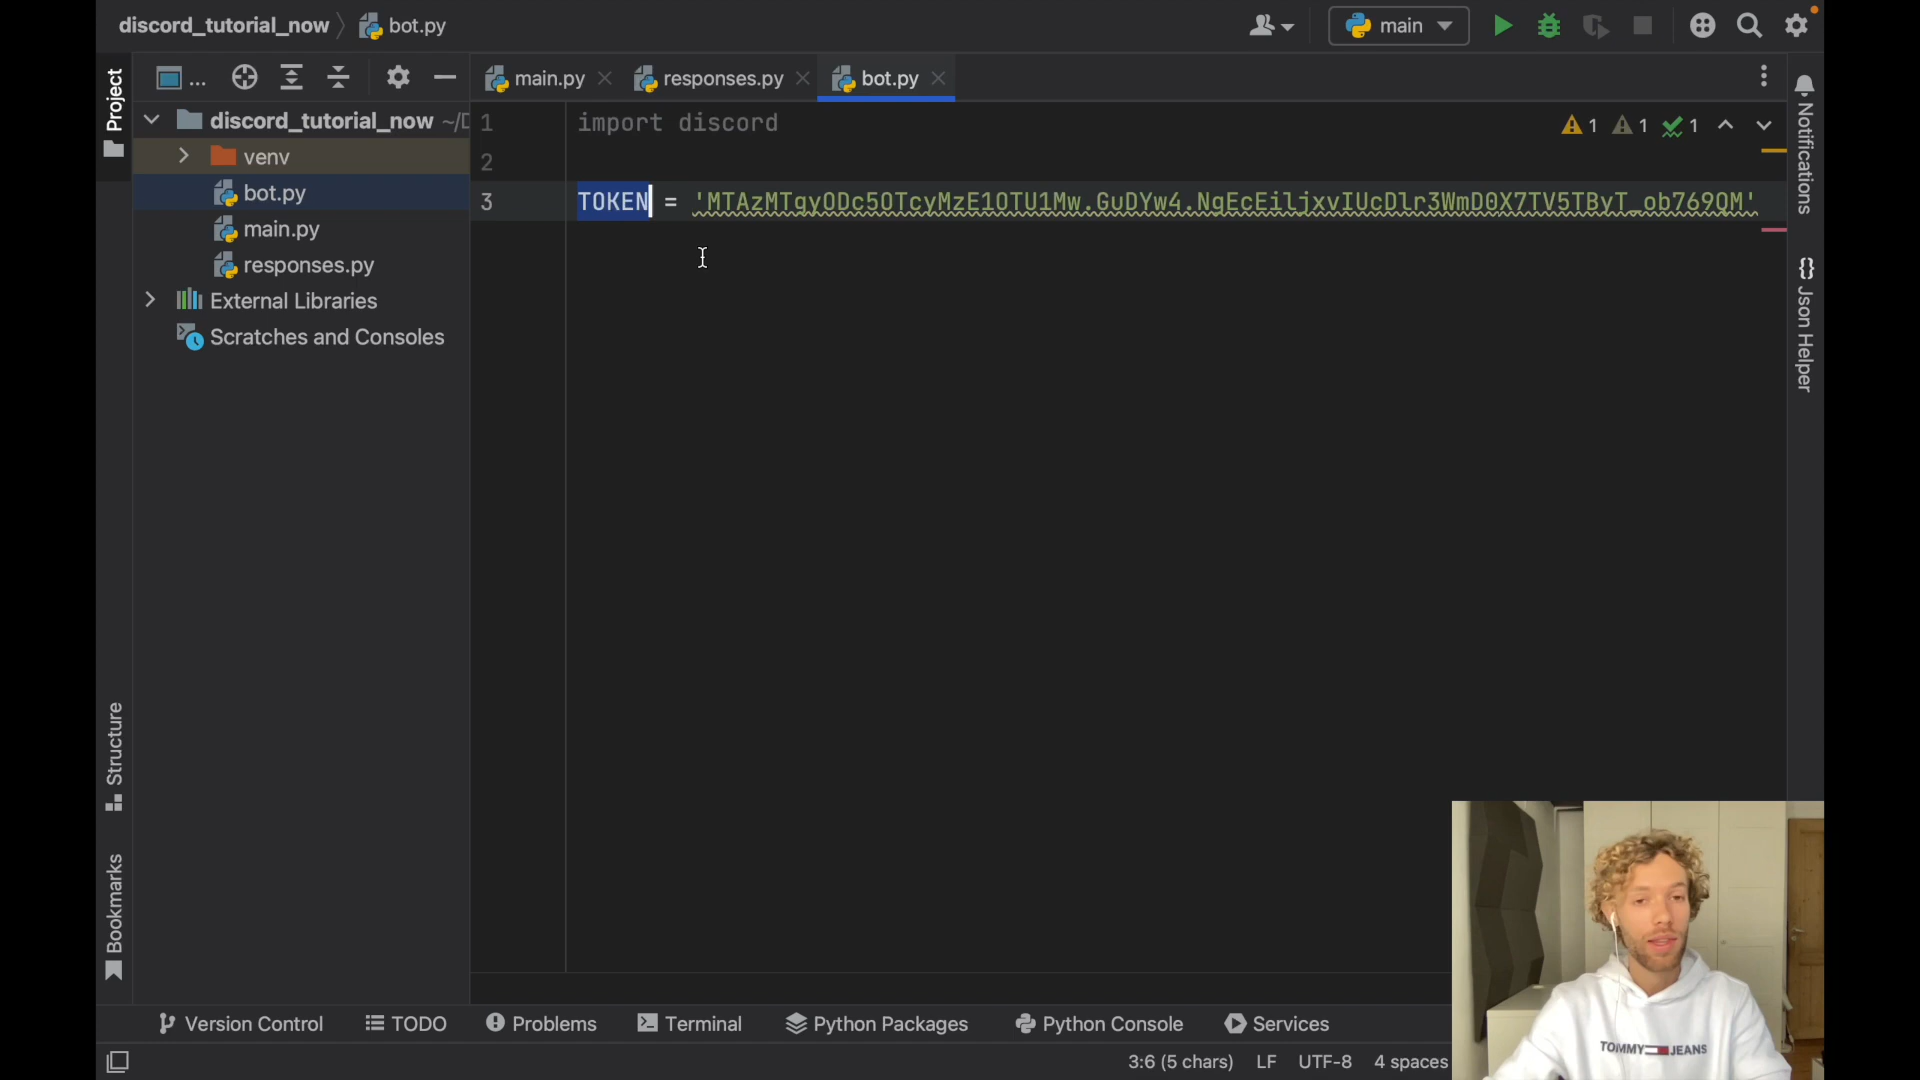 discord_tutorial_now
bot.py
main
Project
...
main.py
responses.py
bot.py
discord_tutorial_now ~/D
venv
bot.py
main.py
responses.py
External Libraries
Scratches and Consoles
1
2
3
import discord
TOKEN = 'MTAzMTgyODc5OTcyMzE1OTU1Mw.GuDYw4.NgEcEiljxvIUcDlr3WmD0X7TV5TByT_ob769QM'
1
1
1
Notifications
{} Json Helper
Structure
Bookmarks
Version Control
TODO
Problems
Terminal
Python Packages
Python Console
Services
3:6 (5 chars)
LF
UTF-8
4 spaces
TOMMY JEANS